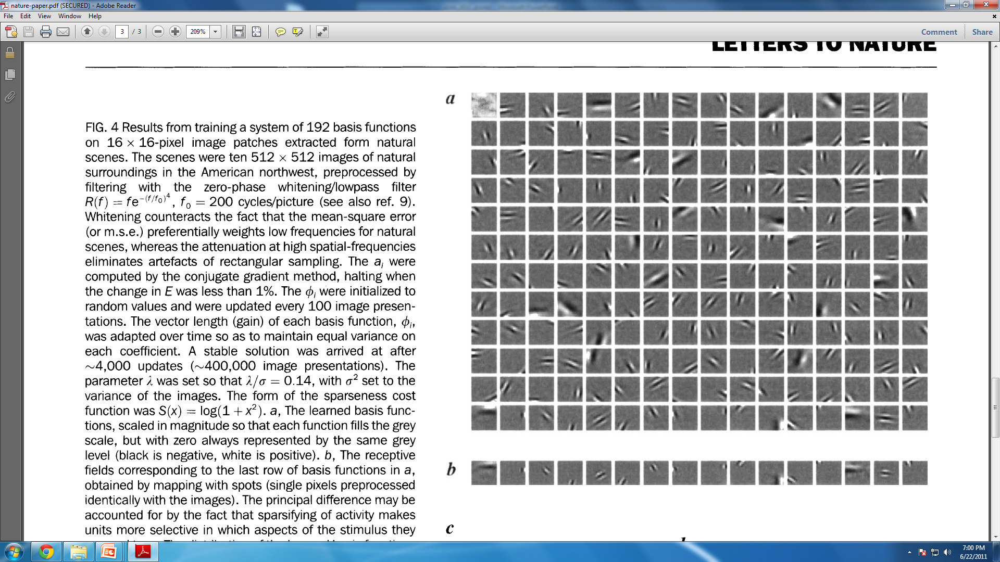 nature-paper.pdf (SECURED) - Adobe Reader
File Edit View Window Help
3 / 3
209%
Comment Share
LETTERS TO NATURE
a
FIG. 4 Results from training a system of 192 basis functions
on 16 × 16-pixel image patches extracted form natural
scenes. The scenes were ten 512 × 512 images of natural
surroundings in the American northwest, preprocessed by
filtering with the zero-phase whitening/lowpass filter
R(f) = fe^{-(f/f₀)⁴}, f₀ = 200 cycles/picture (see also ref. 9).
Whitening counteracts the fact that the mean-square error
(or m.s.e.) preferentially weights low frequencies for natural
scenes, whereas the attenuation at high spatial-frequencies
eliminates artefacts of rectangular sampling. The aᵢ were
computed by the conjugate gradient method, halting when
the change in E was less than 1%. The ϕᵢ were initialized to
random values and were updated every 100 image presen-
tations. The vector length (gain) of each basis function, ϕᵢ,
was adapted over time so as to maintain equal variance on
each coefficient. A stable solution was arrived at after
~4,000 updates (~400,000 image presentations). The
parameter λ was set so that λ/σ = 0.14, with σ² set to the
variance of the images. The form of the sparseness cost
function was S(x) = log(1 + x²). a, The learned basis func-
tions, scaled in magnitude so that each function fills the grey
scale, but with zero always represented by the same grey
level (black is negative, white is positive). b, The receptive
fields corresponding to the last row of basis functions in a,
obtained by mapping with spots (single pixels preprocessed
identically with the images). The principal difference may be
accounted for by the fact that sparsifying of activity makes
units more selective in which aspects of the stimulus they
b
c
7:00 PM
6/22/2011